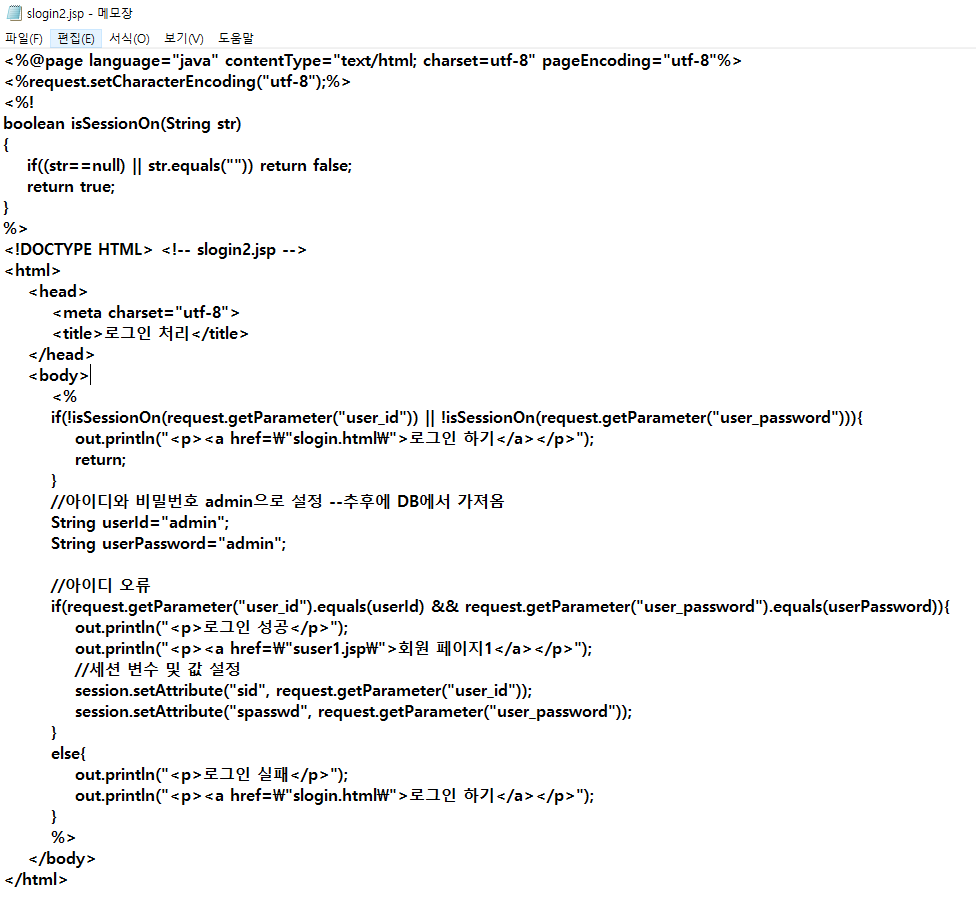 slogin2.jsp - 메모장
파일(F) 편집(E) 서식(O) 보기(V) 도움말
<%@page language="java" contentType="text/html; charset=utf-8" pageEncoding="utf-8"%>
<%request.setCharacterEncoding("utf-8");%>
<%!
boolean isSessionOn(String str)
{
if((str==null) || str.equals("")) return false;
return true;
}
%>
<!DOCTYPE HTML> <!-- slogin2.jsp -->
<html>
<head>
<meta charset="utf-8">
<title>로그인 처리</title>
</head>
<body>
<%
if(!isSessionOn(request.getParameter("user_id")) || !isSessionOn(request.getParameter("user_password"))){
out.println("<p><a href=₩"slogin.html₩">로그인 하기</a></p>");
return;
}
//아이디와 비밀번호 admin으로 설정 --추후에 DB에서 가져옴
String userId="admin";
String userPassword="admin";
//아이디 오류
if(request.getParameter("user_id").equals(userId) && request.getParameter("user_password").equals(userPassword)){
out.println("<p>로그인 성공</p>");
out.println("<p><a href=₩"suser1.jsp₩">회원 페이지1</a></p>");
//세션 변수 및 값 설정
session.setAttribute("sid", request.getParameter("user_id"));
session.setAttribute("spasswd", request.getParameter("user_password"));
}
else{
out.println("<p>로그인 실패</p>");
out.println("<p><a href=₩"slogin.html₩">로그인 하기</a></p>");
}
%>
</body>
</html>